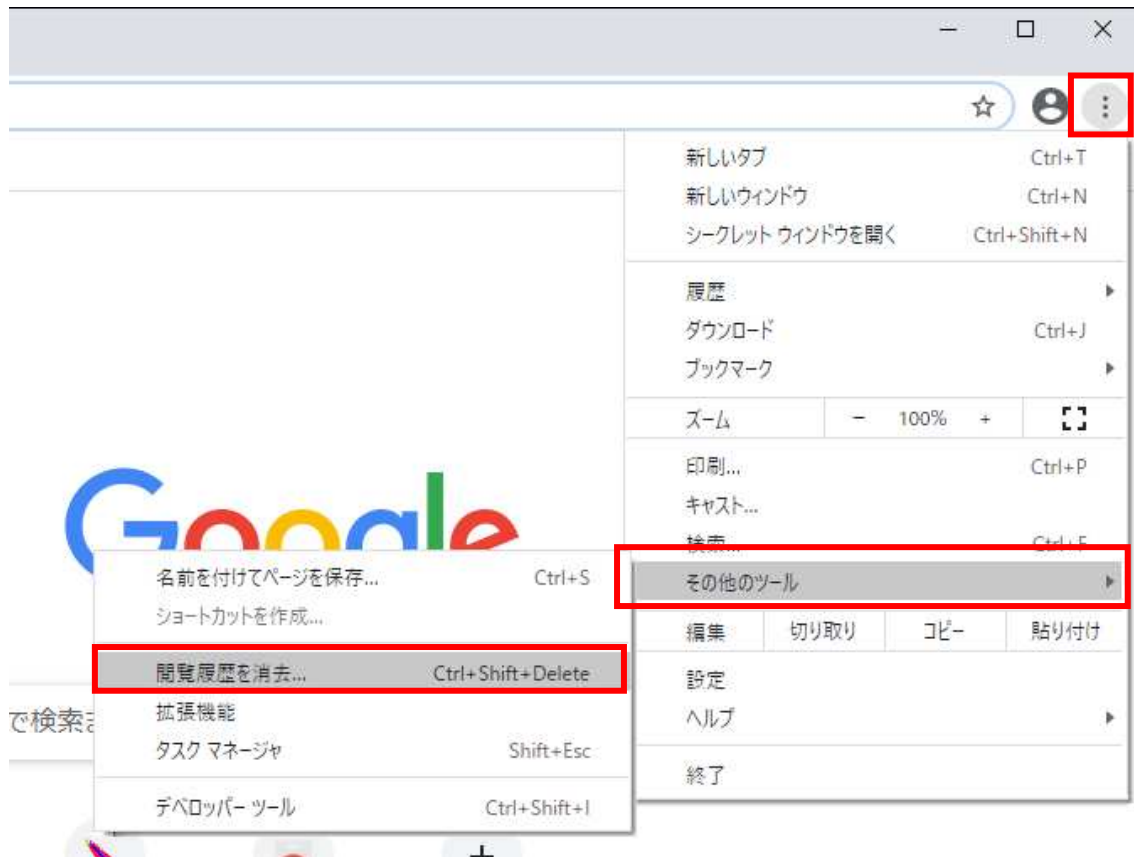 新しいタブ Ctrl+T
新しいウィンドウ Ctrl+N
シークレット ウィンドウを開く Ctrl+Shift+N
履歴
ダウンロード Ctrl+J
ブックマーク
ズーム － 100% +
印刷... Ctrl+P
キャスト...
検索... Ctrl+F
その他のツール
編集 切り取り コピー 貼り付け
設定
ヘルプ
終了
Google
名前を付けてページを保存... Ctrl+S
ショートカットを作成...
閲覧履歴を消去... Ctrl+Shift+Delete
拡張機能
タスク マネージャ Shift+Esc
デベロッパー ツール Ctrl+Shift+I
で検索